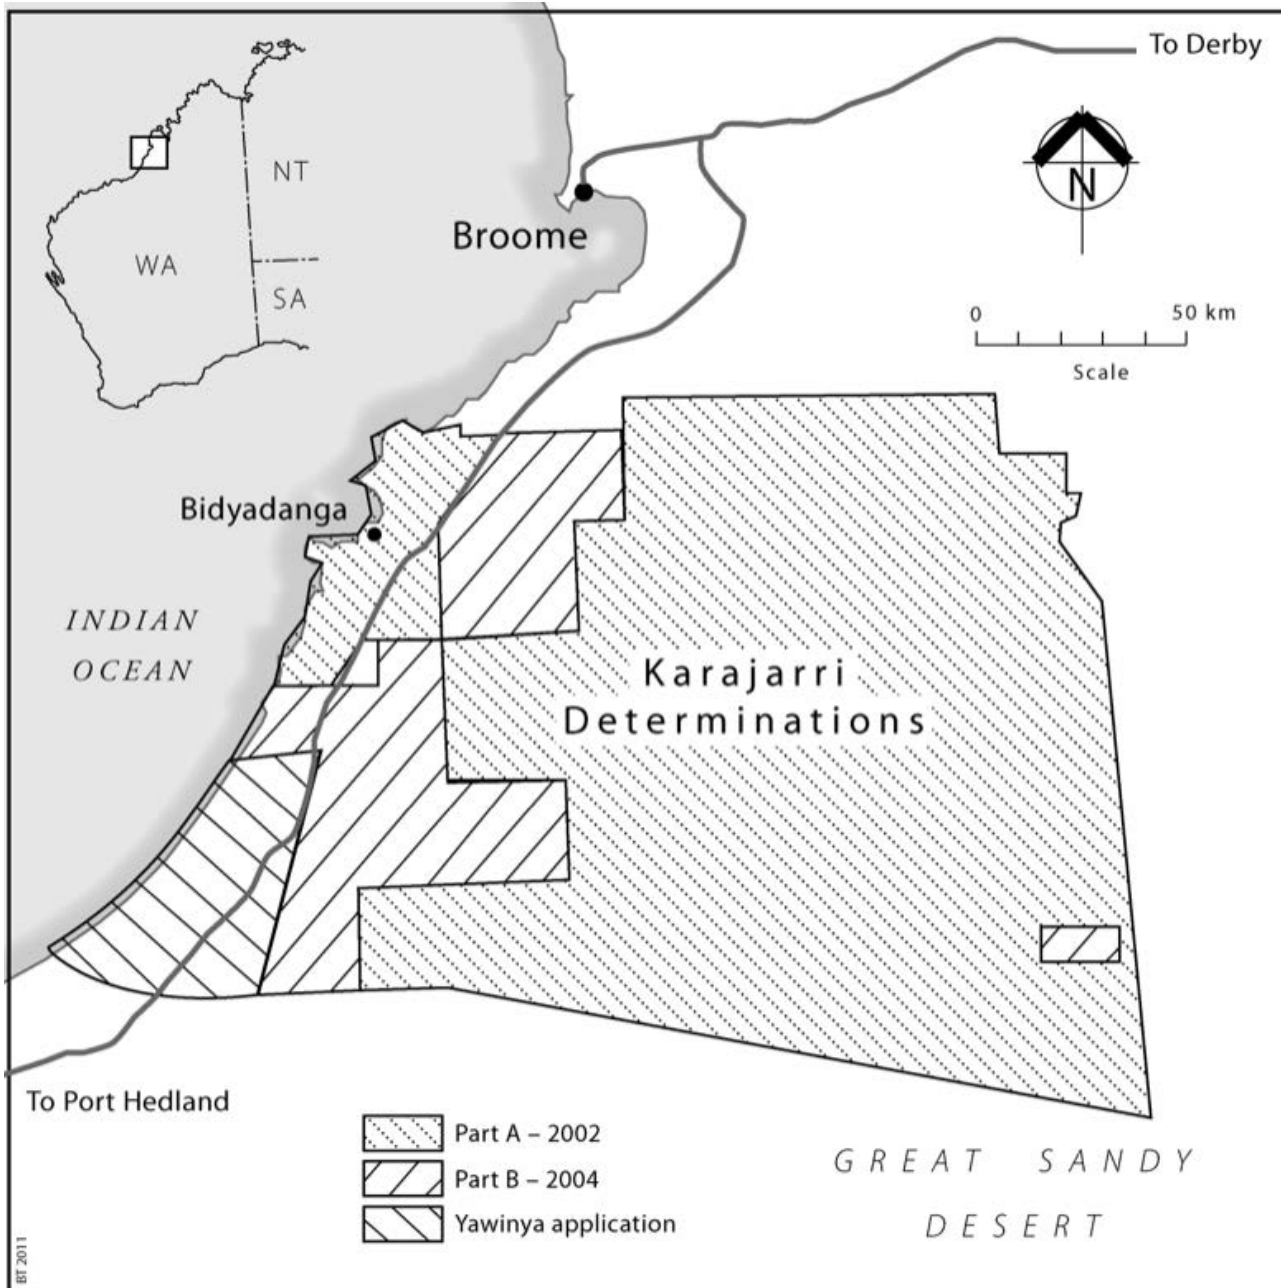 To Derby
NT
N
Broome
WA
SA
0 50 km
Scale
Bidyadanga
INDIAN
OCEAN
Karajarri
Determinations
To Port Hedland
Part A – 2002
Part B – 2004
Yawinya application
GREAT SANDY
DESERT
BT 2011